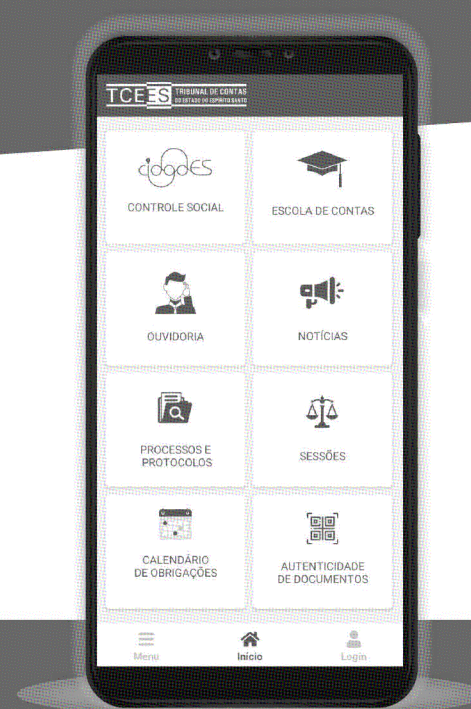 TCEES
TRIBUNAL DE CONTAS
DO ESTADO DO ESPÍRITO SANTO
cidadES
CONTROLE SOCIAL
ESCOLA DE CONTAS
OUVIDORIA
NOTÍCIAS
PROCESSOS E
PROTOCOLOS
SESSÕES
CALENDÁRIO
DE OBRIGAÇÕES
AUTENTICIDADE
DE DOCUMENTOS
Menu
Início
Login